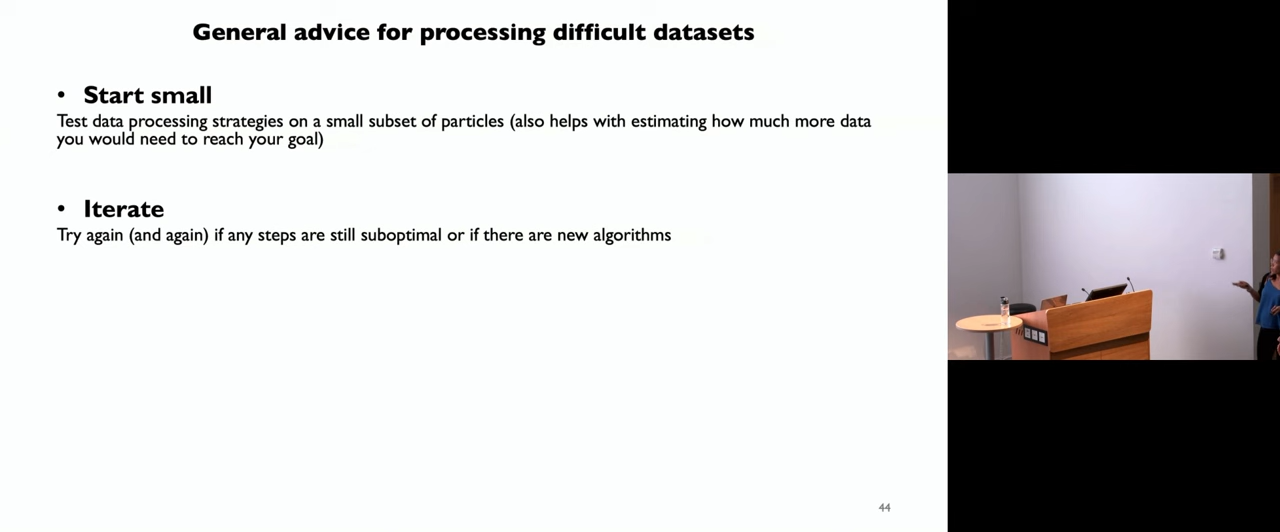 General advice for processing difficult datasets
• Start small
Test data processing strategies on a small subset of particles (also helps with estimating how much more data
you would need to reach your goal)
• Iterate
Try again (and again) if any steps are still suboptimal or if there are new algorithms
44